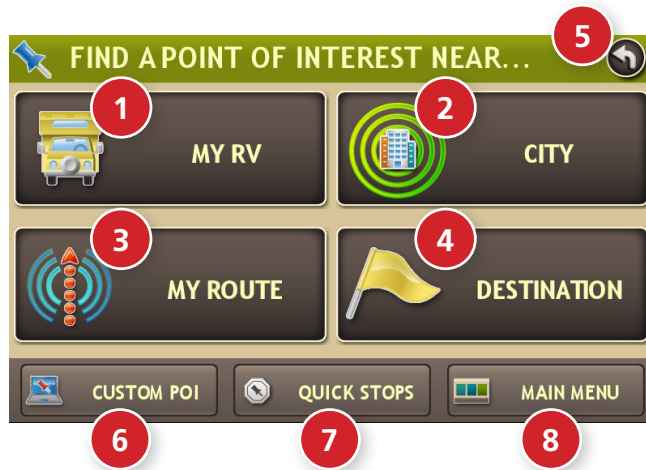 5
FIND A POINT OF INTEREST NEAR...
1
2
MY RV
CITY
3
4
MY ROUTE
DESTINATION
CUSTOM POI
QUICK STOPS
MAIN MENU
6
7
8